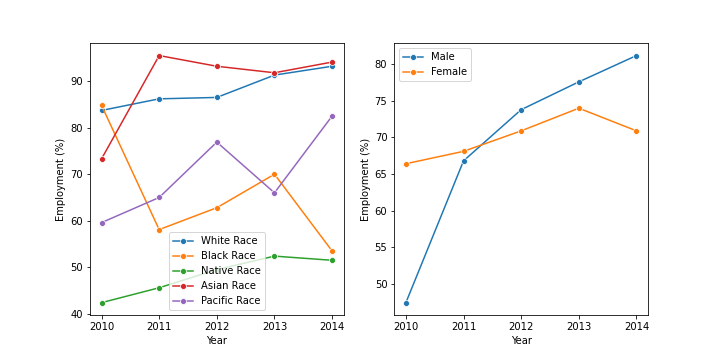 90
80
70
60
50
40
Employment (%)
2010 2011 2012 2013 2014
Year
White Race
Black Race
Native Race
Asian Race
Pacific Race
80
75
70
65
60
55
50
Employment (%)
2010 2011 2012 2013 2014
Year
Male
Female